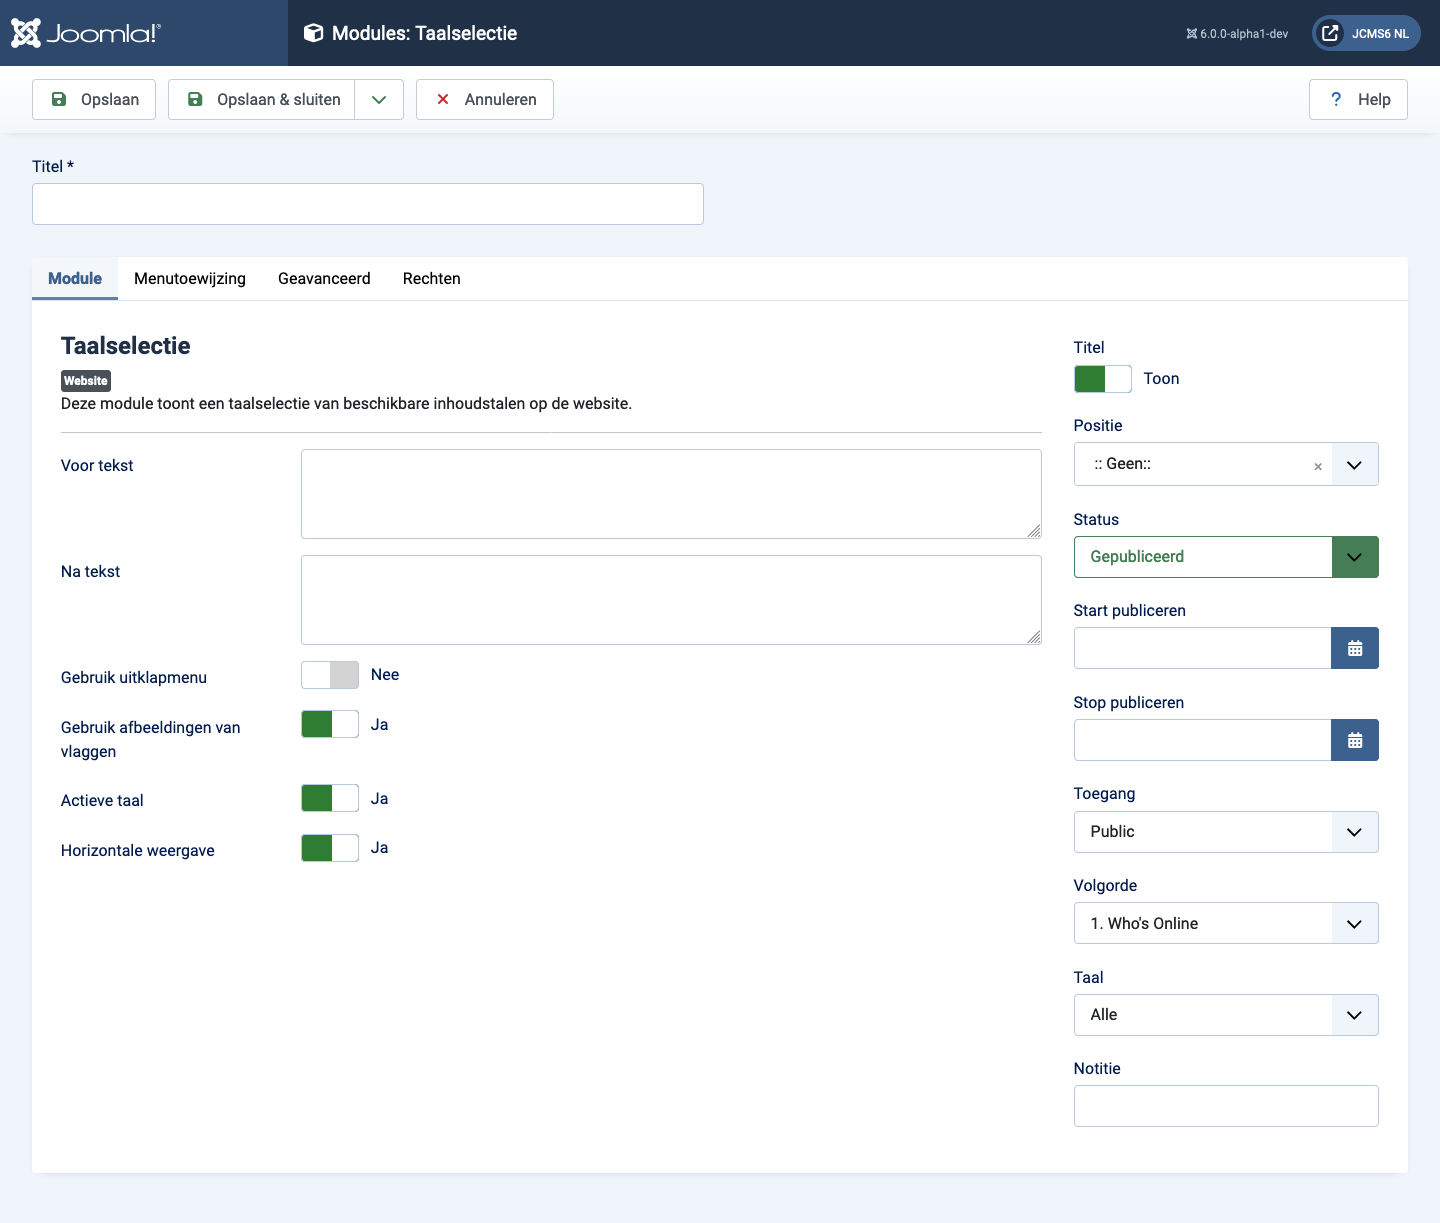 Joomla!®
Modules: Taalselectie
6.0.0-alpha1-dev
JCMS6 NL
Opslaan
Opslaan & sluiten
Annuleren
? Help
Titel *
Module
Menutoewijzing
Geavanceerd
Rechten
Taalselectie
Website
Deze module toont een taalselectie van beschikbare inhoudstalen op de website.
Voor tekst
Na tekst
Gebruik uitklapmenu
Nee
Gebruik afbeeldingen van
vlaggen
Ja
Actieve taal
Ja
Horizontale weergave
Ja
Titel
Toon
Positie
:: Geen::
Status
Gepubliceerd
Start publiceren
Stop publiceren
Toegang
Public
Volgorde
1. Who's Online
Taal
Alle
Notitie